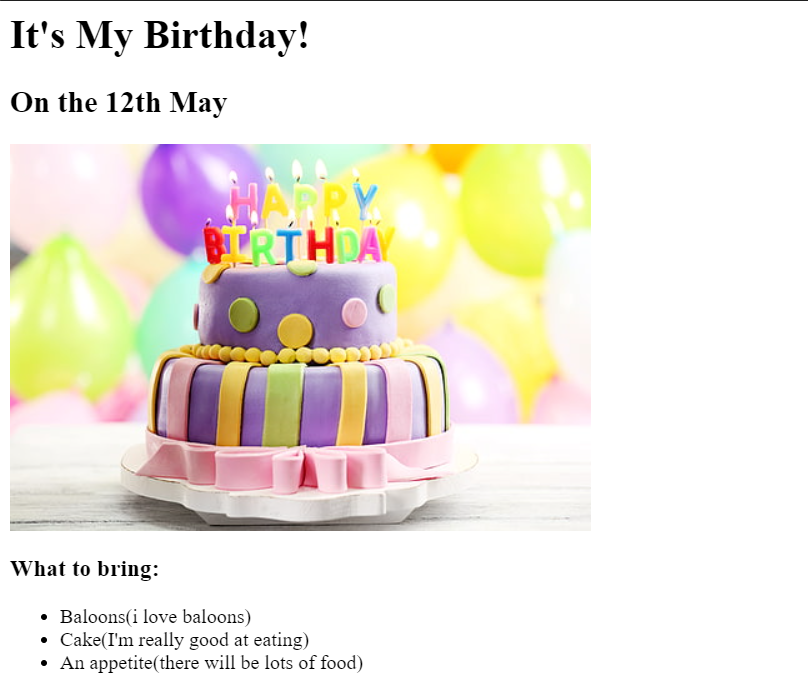 It's My Birthday!
On the 12th May
HAPPY
BIRTHDAY
What to bring:
Baloons(i love baloons)
Cake(I'm really good at eating)
An appetite(there will be lots of food)